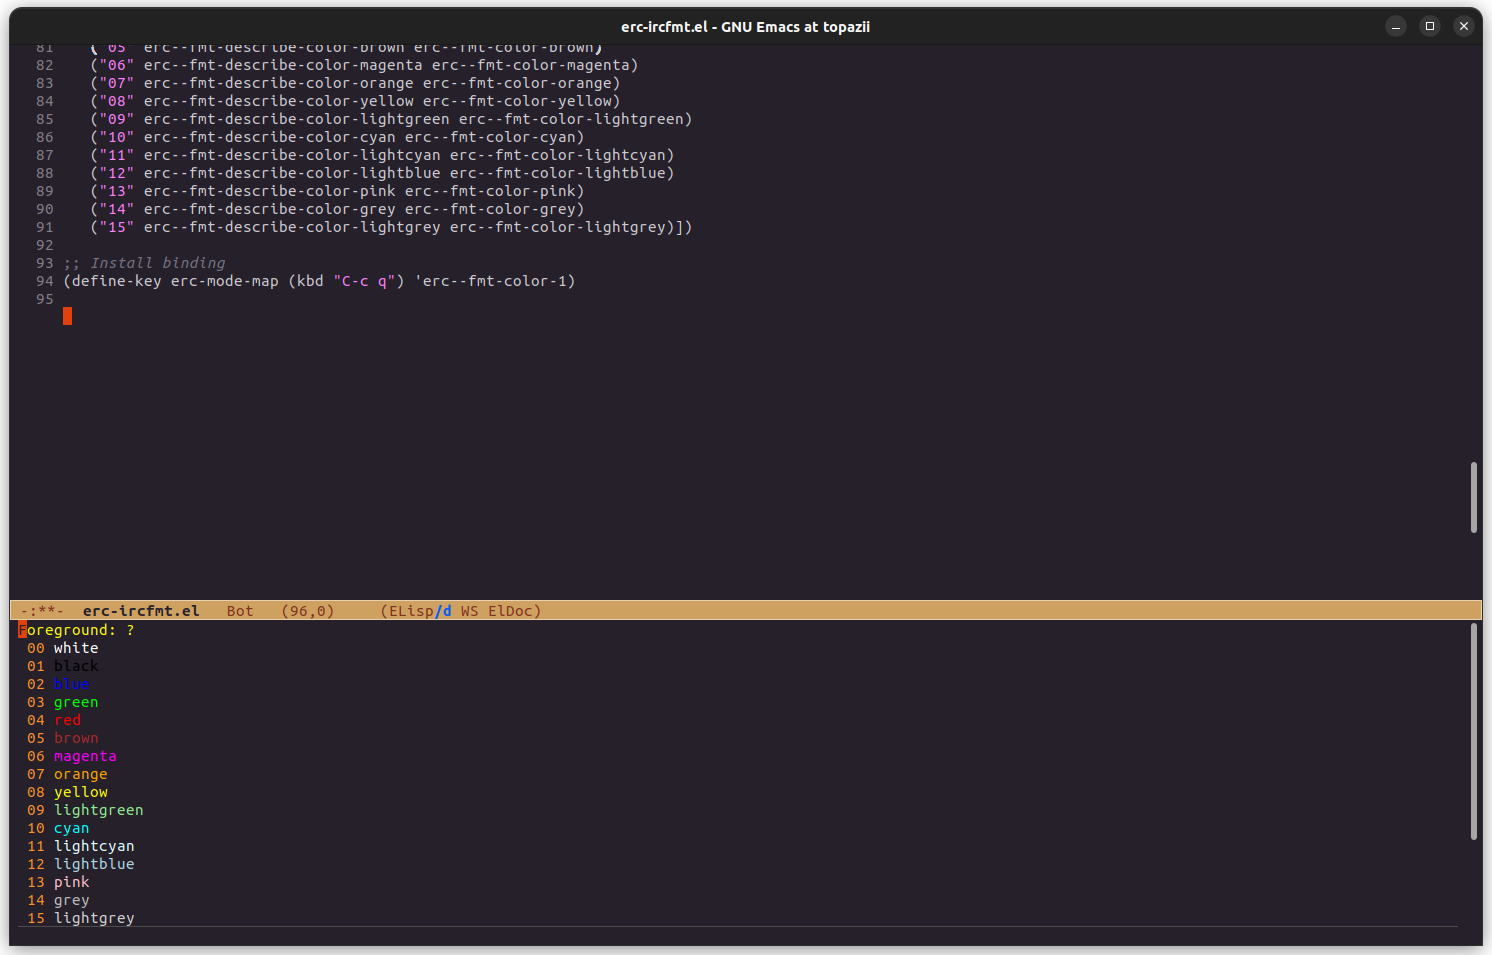 erc-ircfmt.el - GNU Emacs at topazii
81 ("05" erc--fmt-describe-color-brown erc--fmt-color-brown)
82 ("06" erc--fmt-describe-color-magenta erc--fmt-color-magenta)
83 ("07" erc--fmt-describe-color-orange erc--fmt-color-orange)
84 ("08" erc--fmt-describe-color-yellow erc--fmt-color-yellow)
85 ("09" erc--fmt-describe-color-lightgreen erc--fmt-color-lightgreen)
86 ("10" erc--fmt-describe-color-cyan erc--fmt-color-cyan)
87 ("11" erc--fmt-describe-color-lightcyan erc--fmt-color-lightcyan)
88 ("12" erc--fmt-describe-color-lightblue erc--fmt-color-lightblue)
89 ("13" erc--fmt-describe-color-pink erc--fmt-color-pink)
90 ("14" erc--fmt-describe-color-grey erc--fmt-color-grey)
91 ("15" erc--fmt-describe-color-lightgrey erc--fmt-color-lightgrey)])
92
93 ;; Install binding
94 (define-key erc-mode-map (kbd "C-c q") 'erc--fmt-color-1)
95
-:**- erc-ircfmt.el Bot (96,0) (ELisp/d WS ElDoc)
Foreground: ?
00 white
01 black
02 blue
03 green
04 red
05 brown
06 magenta
07 orange
08 yellow
09 lightgreen
10 cyan
11 lightcyan
12 lightblue
13 pink
14 grey
15 lightgrey